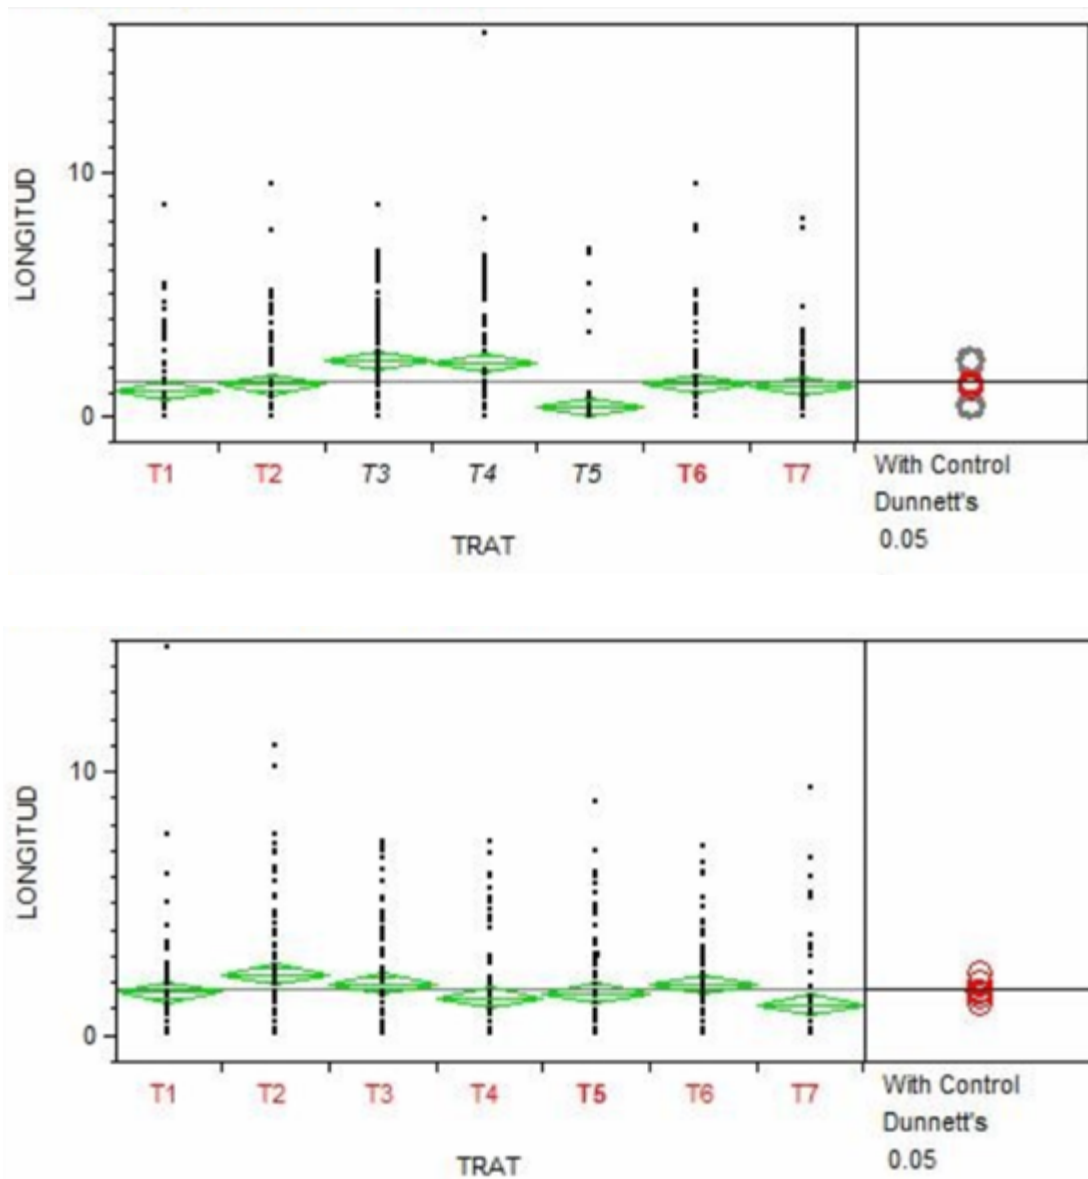 LONGITUD
10
0
T1 T2 T3 T4 T5 T6 T7
TRAT
With Control
Dunnett's
0.05
LONGITUD
10
0
T1 T2 T3 T4 T5 T6 T7
TRAT
With Control
Dunnett's
0.05